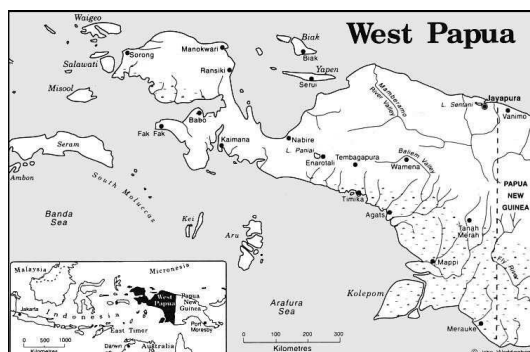 West Papua
Waigeo
Salawati
Sorong
Manokwari
Ransiki
Misool
Biak
Biak
Yapen
Serui
Mamberamo
River Valley
L. Sentani
Jayapura
Vanimo
Babo
Fak Fak
Kaimana
Nabire
L. Paniai
Enarotali
Tembagapura
Baliem Valley
Wamena
Seram
Ambon
South Moluccas
PAPUA
NEW
GUINEA
Timika
Agats
Banda
Sea
Kei
Aru
Tanah
Merah
Fly River
Mappi
Kolepom
Arafura
Sea
Merauke
0 100 200 300
Kilometres
Malaysia
Micronesia
West
Papua
Papua
New
Guinea
Jakarta
Indonesia
Port
Moresby
East Timor
0 500 1000
Kilometres
Darwin
Australia